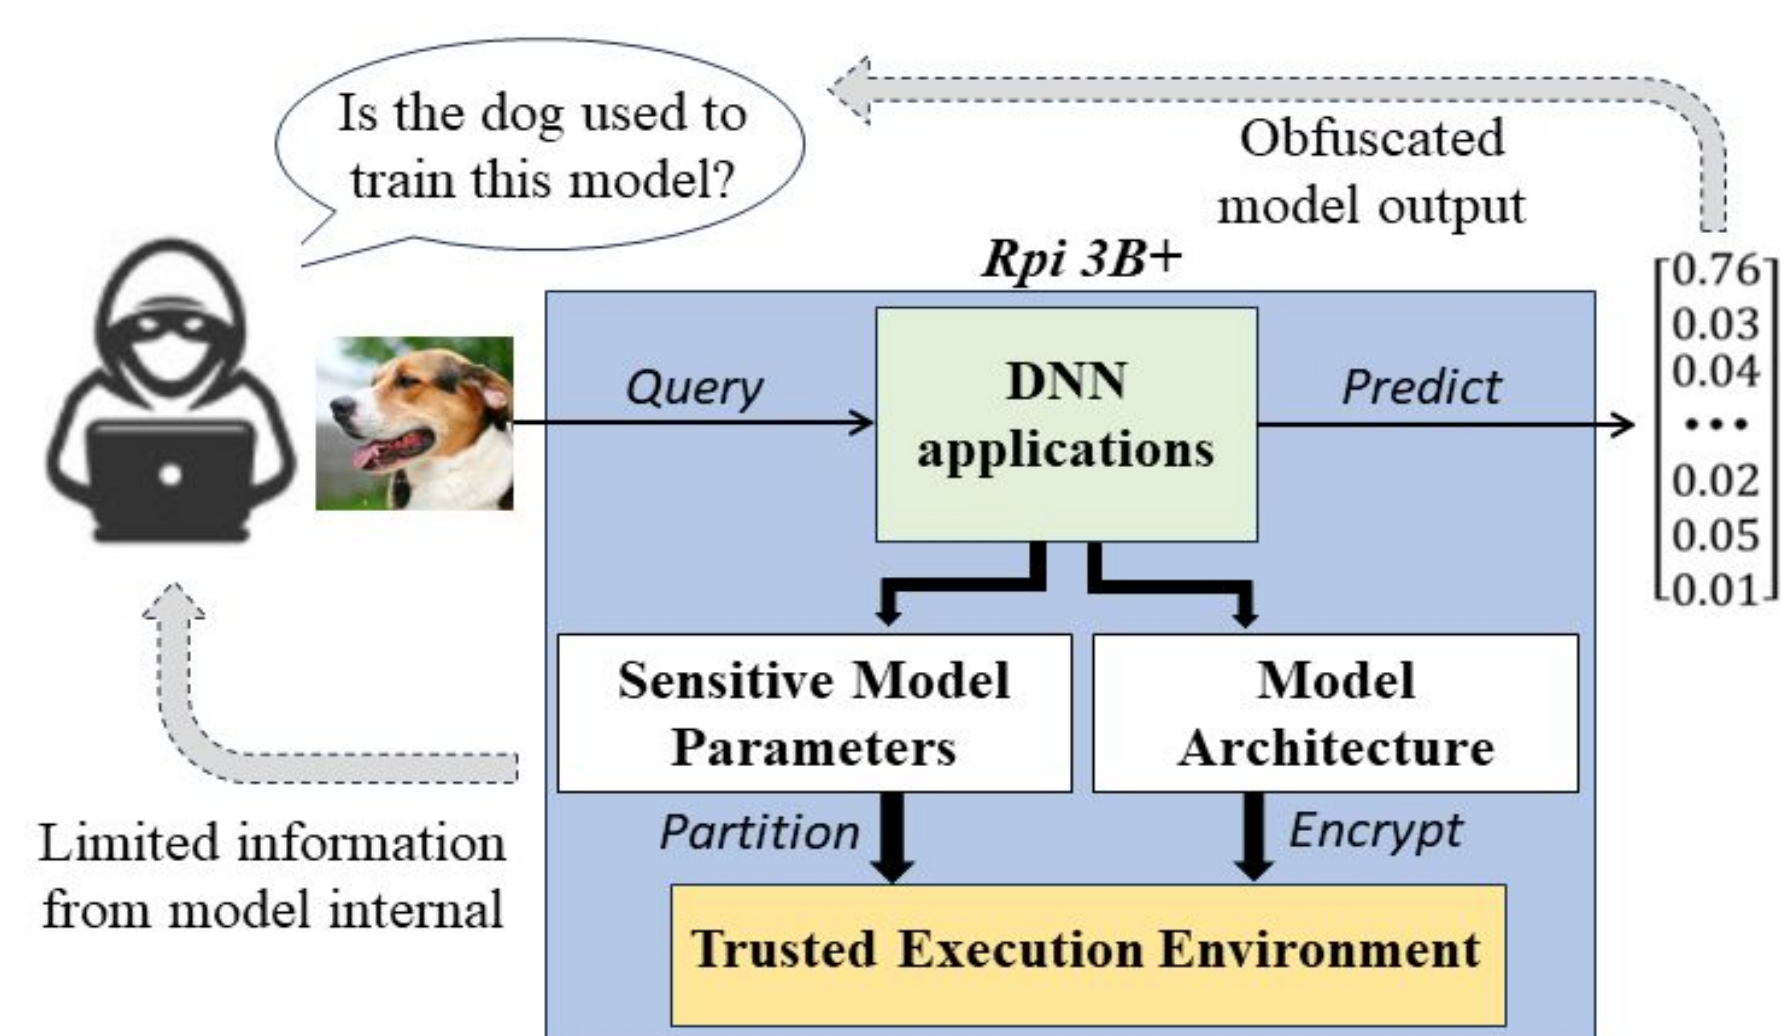 Is the dog used to
train this model?
Obfuscated
model output
Rpi 3B+
Query
DNN
applications
Predict
0.76
0.03
0.04
...
0.02
0.05
0.01
Sensitive Model
Parameters
Model
Architecture
Partition
Encrypt
Limited information
from model internal
Trusted Execution Environment